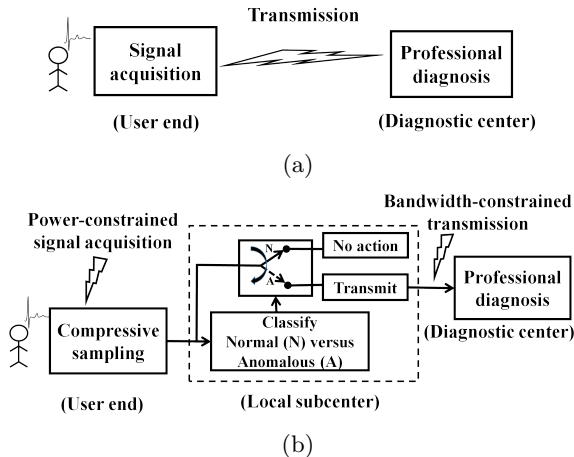 Transmission
Signal
acquisition
Professional
diagnosis
(User end)
(Diagnostic center)
(a)
Power-constrained
signal acquisition
Bandwidth-constrained
transmission
N
A
No action
Transmit
Compressive
sampling
Classify
Normal (N) versus
Anomalous (A)
Professional
diagnosis
(User end)
(Local subcenter)
(Diagnostic center)
(b)